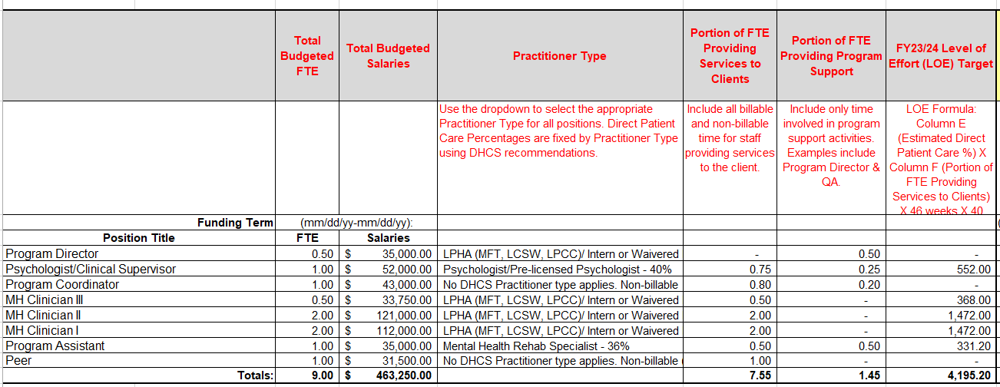 Total Budgeted FTE
Total Budgeted Salaries
Practitioner Type
Portion of FTE Providing Services to Clients
Portion of FTE Providing Program Support
FY23/24 Level of Effort (LOE) Target
Use the dropdown to select the appropriate
Practitioner Type for all positions. Direct Patient
Care Percentages are fixed by Practitioner Type
using DHCS recommendations.
Include all billable
and non-billable
time for staff
providing services
to the client.
Include only time
involved in program
support activities.
Examples include
Program Director &
QA.
LOE Formula:
Column E
(Estimated Direct
Patient Care %) X
Column F (Portion of
FTE Providing
Services to Clients)
X 46 weeks X 40
Funding Term (mm/dd/yy-mm/dd/yy):
Position Title FTE Salaries
Program Director 0.50 $ 35,000.00 LPHA (MFT, LCSW, LPCC)/ Intern or Waivered - 0.50 -
Psychologist/Clinical Supervisor 1.00 $ 52,000.00 Psychologist/Pre-licensed Psychologist - 40% 0.75 0.25 552.00
Program Coordinator 1.00 $ 43,000.00 No DHCS Practitioner type applies. Non-billable 0.80 0.20 -
MH Clinician III 0.50 $ 33,750.00 LPHA (MFT, LCSW, LPCC)/ Intern or Waivered 0.50 - 368.00
MH Clinician II 2.00 $ 121,000.00 LPHA (MFT, LCSW, LPCC)/ Intern or Waivered 2.00 - 1,472.00
MH Clinician I 2.00 $ 112,000.00 LPHA (MFT, LCSW, LPCC)/ Intern or Waivered 2.00 - 1,472.00
Program Assistant 1.00 $ 35,000.00 Mental Health Rehab Specialist - 36% 0.50 0.50 331.20
Peer 1.00 $ 31,500.00 No DHCS Practitioner type applies. Non-billable ( 1.00 - -
Totals: 9.00 $ 463,250.00 7.55 1.45 4,195.20